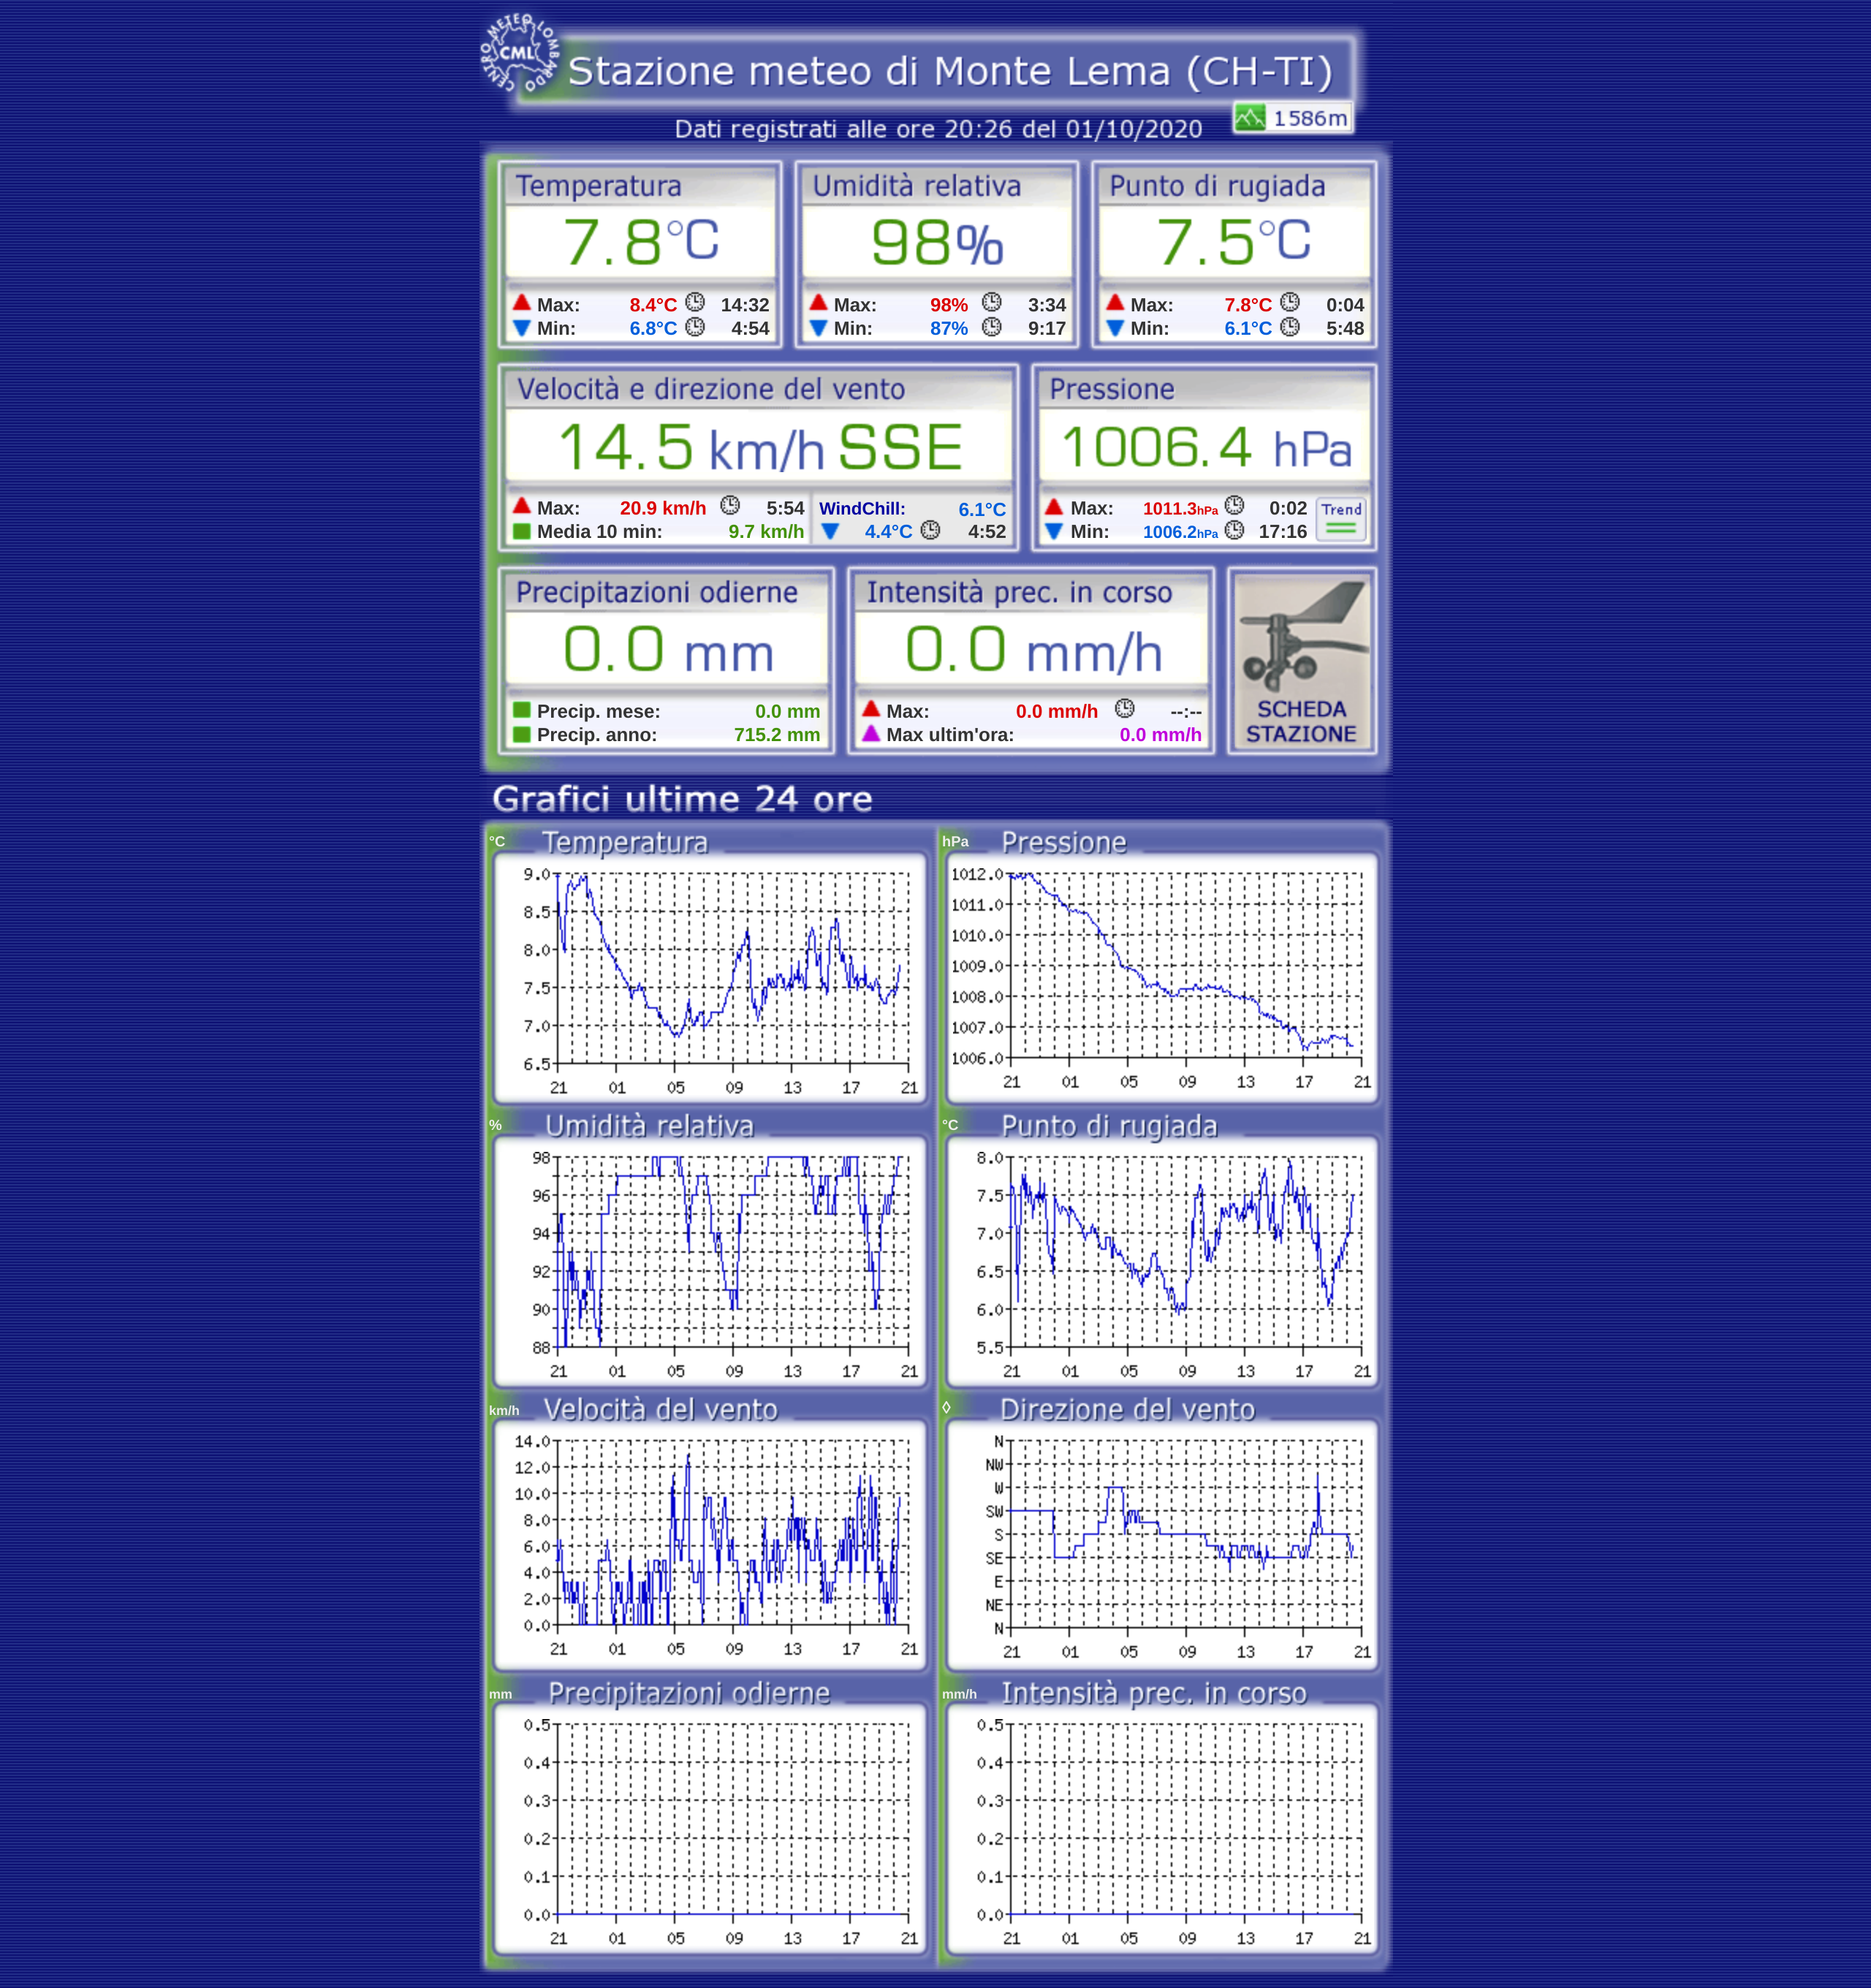 CENTRO METEO LOMBARDO
CML
Stazione meteo di Monte Lema (CH-TI)
1586m
Dati registrati alle ore 20:26 del 01/10/2020
Temperatura
7.8°C
Max: 8.4°C 14:32
Min: 6.8°C 4:54
Umidità relativa
98%
Max: 98% 3:34
Min: 87% 9:17
Punto di rugiada
7.5°C
Max: 7.8°C 0:04
Min: 6.1°C 5:48
Velocità e direzione del vento
14.5 km/h SSE
Max: 20.9 km/h 5:54
Media 10 min: 9.7 km/h
WindChill: 6.1°C
4.4°C 4:52
Pressione
1006.4 hPa
Max: 1011.3hPa 0:02
Min: 1006.2hPa 17:16
Trend
Precipitazioni odierne
0.0 mm
Precip. mese: 0.0 mm
Precip. anno: 715.2 mm
Intensità prec. in corso
0.0 mm/h
Max: 0.0 mm/h --:--
Max ultim'ora: 0.0 mm/h
SCHEDA
STAZIONE
Grafici ultime 24 ore
°C Temperatura
9.0
8.5
8.0
7.5
7.0
6.5
21 01 05 09 13 17 21
hPa Pressione
1012.0
1011.0
1010.0
1009.0
1008.0
1007.0
1006.0
21 01 05 09 13 17 21
% Umidità relativa
98
96
94
92
90
88
21 01 05 09 13 17 21
°C Punto di rugiada
8.0
7.5
7.0
6.5
6.0
5.5
21 01 05 09 13 17 21
km/h Velocità del vento
14.0
12.0
10.0
8.0
6.0
4.0
2.0
0.0
21 01 05 09 13 17 21
◊ Direzione del vento
N
NW
W
SW
S
SE
E
NE
N
21 01 05 09 13 17 21
mm Precipitazioni odierne
0.5
0.4
0.3
0.2
0.1
0.0
21 01 05 09 13 17 21
mm/h Intensità prec. in corso
0.5
0.4
0.3
0.2
0.1
0.0
21 01 05 09 13 17 21